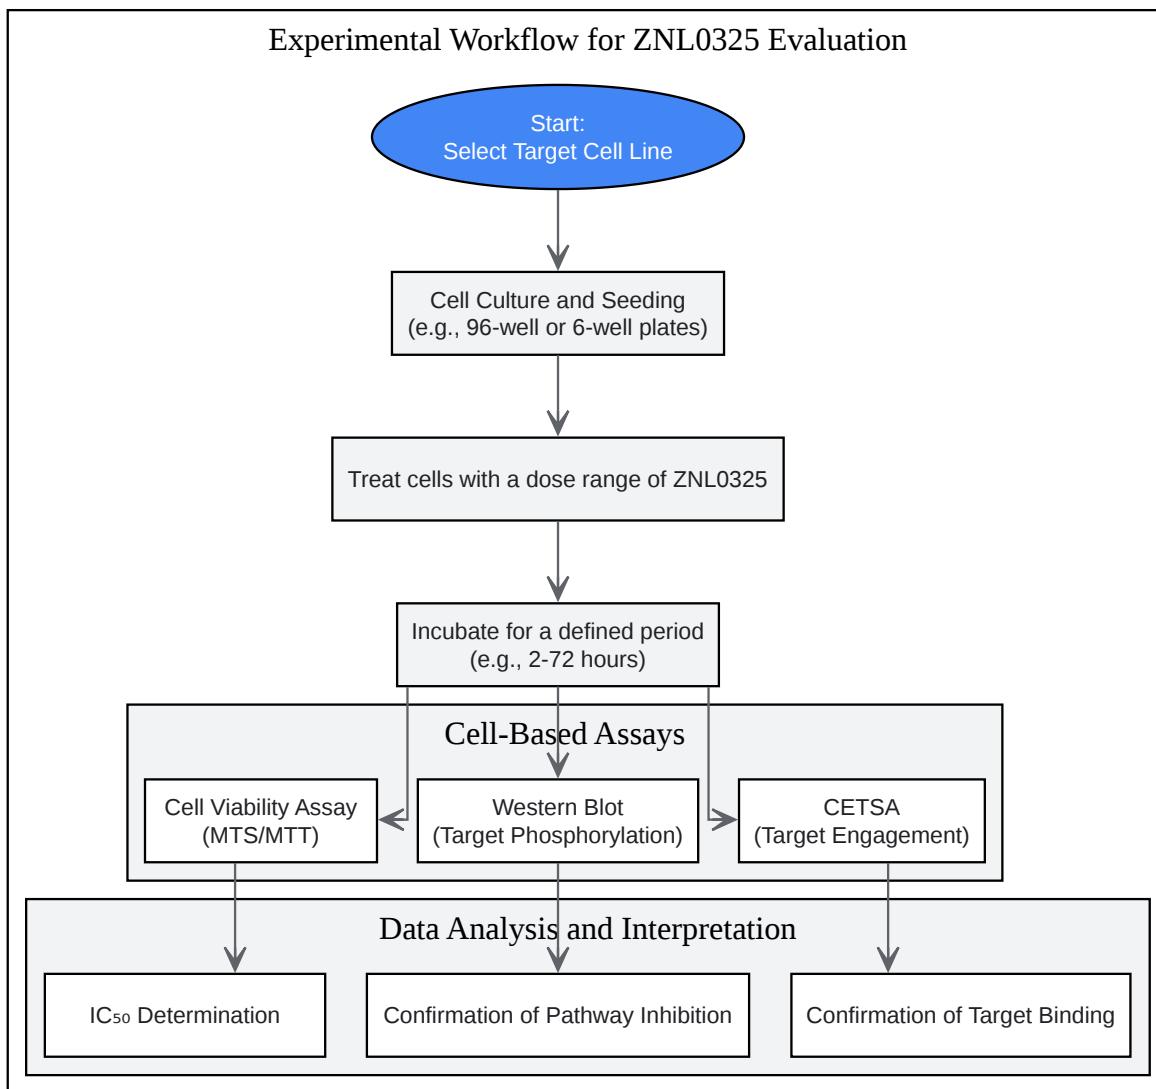 Experimental Workflow for ZNL0325 Evaluation
Start:
Select Target Cell Line
Cell Culture and Seeding
(e.g., 96-well or 6-well plates)
Treat cells with a dose range of ZNL0325
Incubate for a defined period
(e.g., 2-72 hours)
Cell-Based Assays
Cell Viability Assay
(MTS/MTT)
Western Blot
(Target Phosphorylation)
CETSA
(Target Engagement)
Data Analysis and Interpretation
IC₅₀ Determination
Confirmation of Pathway Inhibition
Confirmation of Target Binding